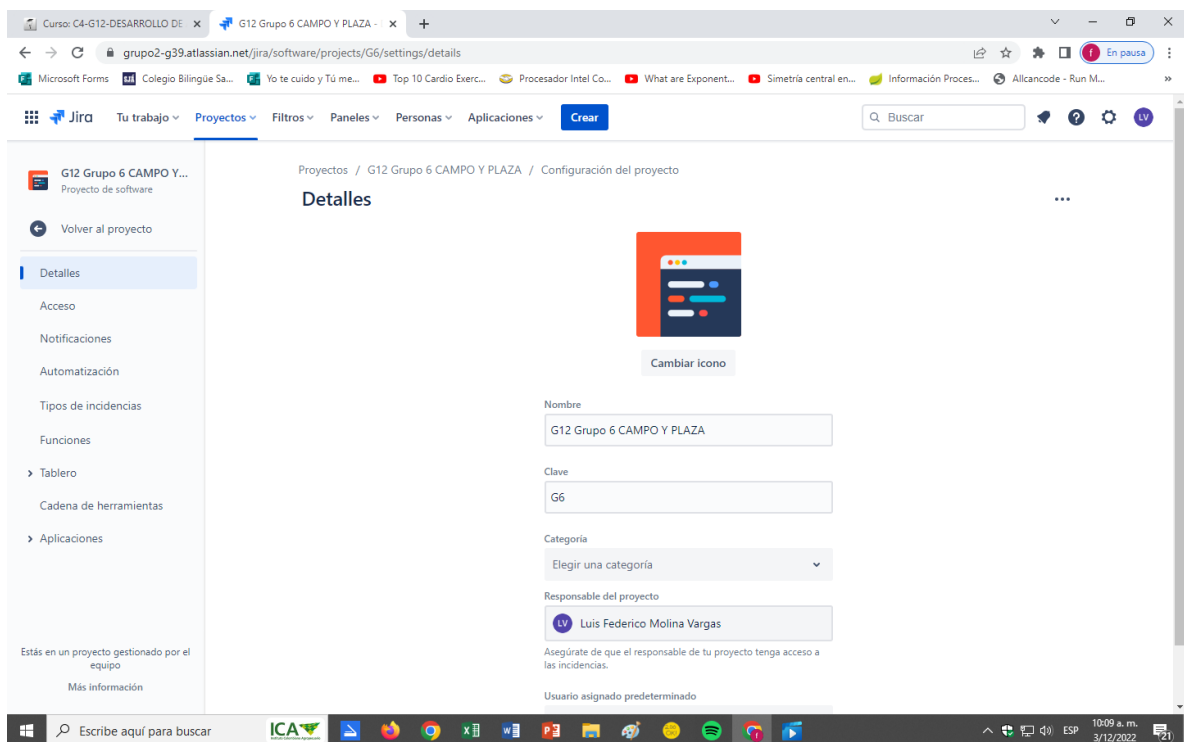 Curso: C4-G12-DESARROLLO DE
G12 Grupo 6 CAMPO Y PLAZA -
grupo2-g39.atlassian.net/jira/software/projects/G6/settings/details
f En pausa
Microsoft Forms
Colegio Bilingüe Sa...
Yo te cuido y Tú me...
Top 10 Cardio Exerc...
Procesador Intel Co...
What are Exponent...
Simetría central en...
Información Proces...
Allcancode - Run M...
»
Jira
Tu trabajo
Proyectos
Filtros
Paneles
Personas
Aplicaciones
Crear
Buscar
LV
G12 Grupo 6 CAMPO Y...
Proyecto de software
Volver al proyecto
Detalles
Acceso
Notificaciones
Automatización
Tipos de incidencias
Funciones
Tablero
Cadena de herramientas
Aplicaciones
Estás en un proyecto gestionado por el
equipo
Más información
Proyectos / G12 Grupo 6 CAMPO Y PLAZA / Configuración del proyecto
Detalles
Cambiar icono
Nombre
G12 Grupo 6 CAMPO Y PLAZA
Clave
G6
Categoría
Elegir una categoría
Responsable del proyecto
LV Luis Federico Molina Vargas
Asegúrate de que el responsable de tu proyecto tenga acceso a
las incidencias.
Usuario asignado predeterminado
Escribe aquí para buscar
ICA
ESP
10:09 a. m.
3/12/2022
21